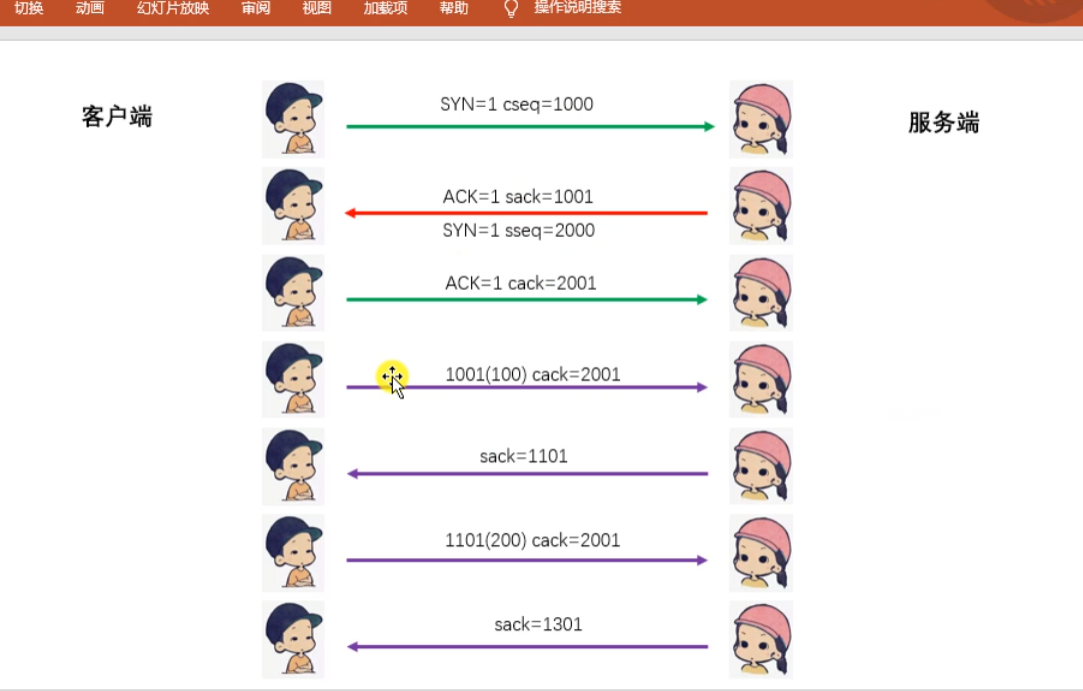 切换 动画 幻灯片放映 审阅 视图 加载项 帮助 操作说明搜索
客户端
SYN=1 cseq=1000
服务端
ACK=1 sack=1001
SYN=1 sseq=2000
ACK=1 cack=2001
1001(100) cack=2001
sack=1101
1101(200) cack=2001
sack=1301